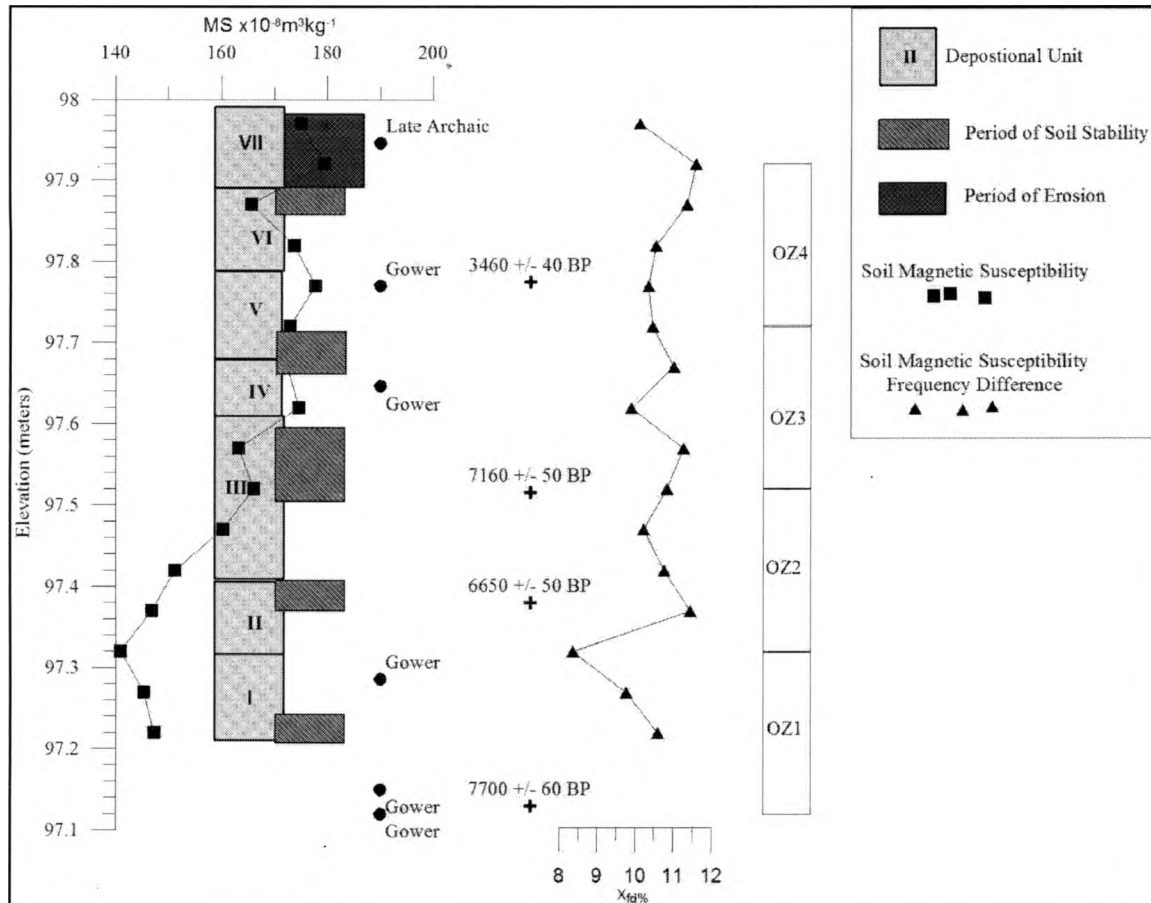 MS x10⁻⁸m³kg⁻¹
140 160 180 200
98
97.9
97.8
97.7
97.6
97.5
97.4
97.3
97.2
97.1
Elevation (meters)
VII
VI
V
IV
III
II
I
Late Archaic
Gower
Gower
Gower
Gower
Gower
3460 +/- 40 BP
7160 +/- 50 BP
6650 +/- 50 BP
7700 +/- 60 BP
8 9 10 11 12
Xfd%
OZ4
OZ3
OZ2
OZ1
II Depostional Unit
Period of Soil Stability
Period of Erosion
Soil Magnetic Susceptibility
Soil Magnetic Susceptibility
Frequency Difference